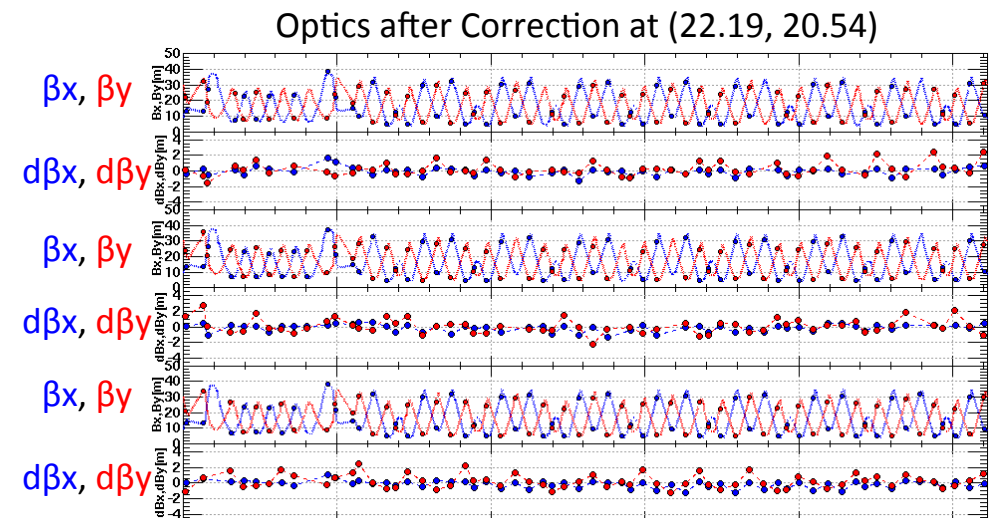 Optics after Correction at (22.19, 20.54)
βx, βy
Bx,By[m]
50
40
30
20
10
0
dβx, dβy
dBx,dBy[m]
4
2
0
-2
-4
βx, βy
Bx,By[m]
50
40
30
20
10
0
dβx, dβy
dBx,dBy[m]
4
2
0
-2
-4
βx, βy
Bx,By[m]
50
40
30
20
10
0
dβx, dβy
dBx,dBy[m]
4
2
0
-2
-4